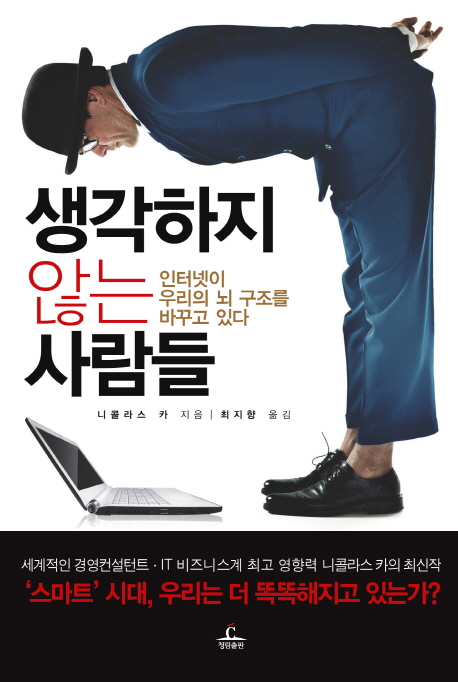 생각하지
않는
인터넷이
우리의 뇌 구조를
바꾸고 있다
사람들
니콜라스 카 지음 | 최지향 옮김
세계적인 경영컨설턴트 · IT 비즈니스계 최고 영향력 니콜라스 카의 최신작
‘스마트’ 시대, 우리는 더 똑똑해지고 있는가?
C
청림출판